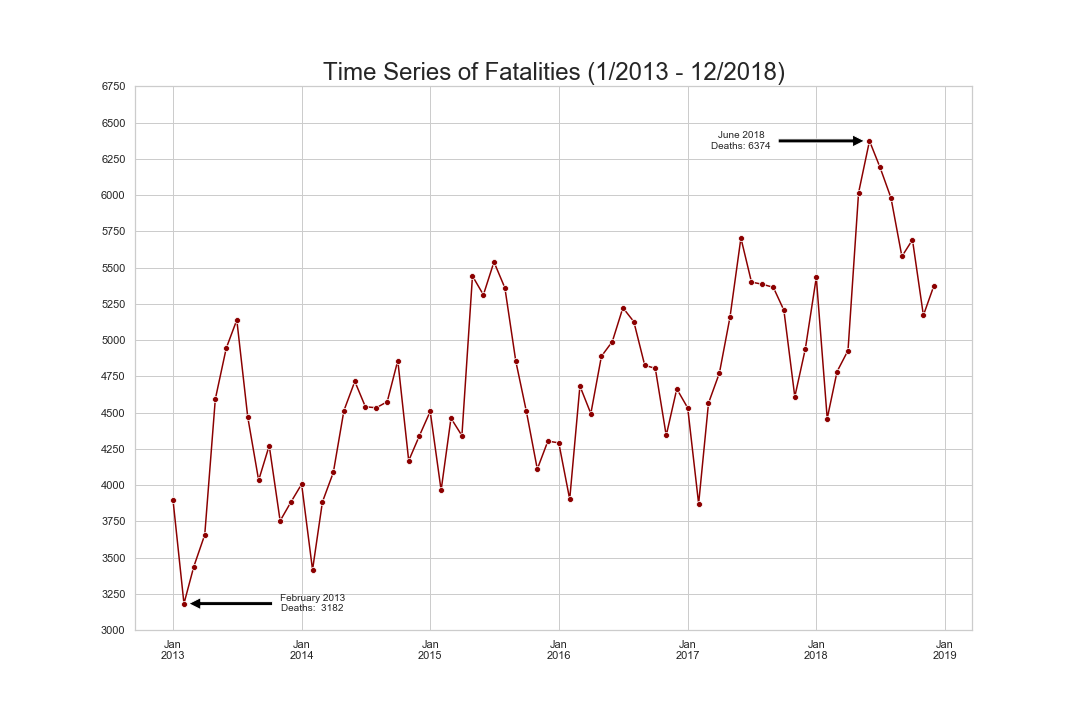 Time Series of Fatalities (1/2013 - 12/2018)
6750
6500
6250
6000
5750
5500
5250
5000
4750
4500
4250
4000
3750
3500
3250
3000
June 2018
Deaths: 6374
February 2013
Deaths:  3182
Jan
2013
Jan
2014
Jan
2015
Jan
2016
Jan
2017
Jan
2018
Jan
2019